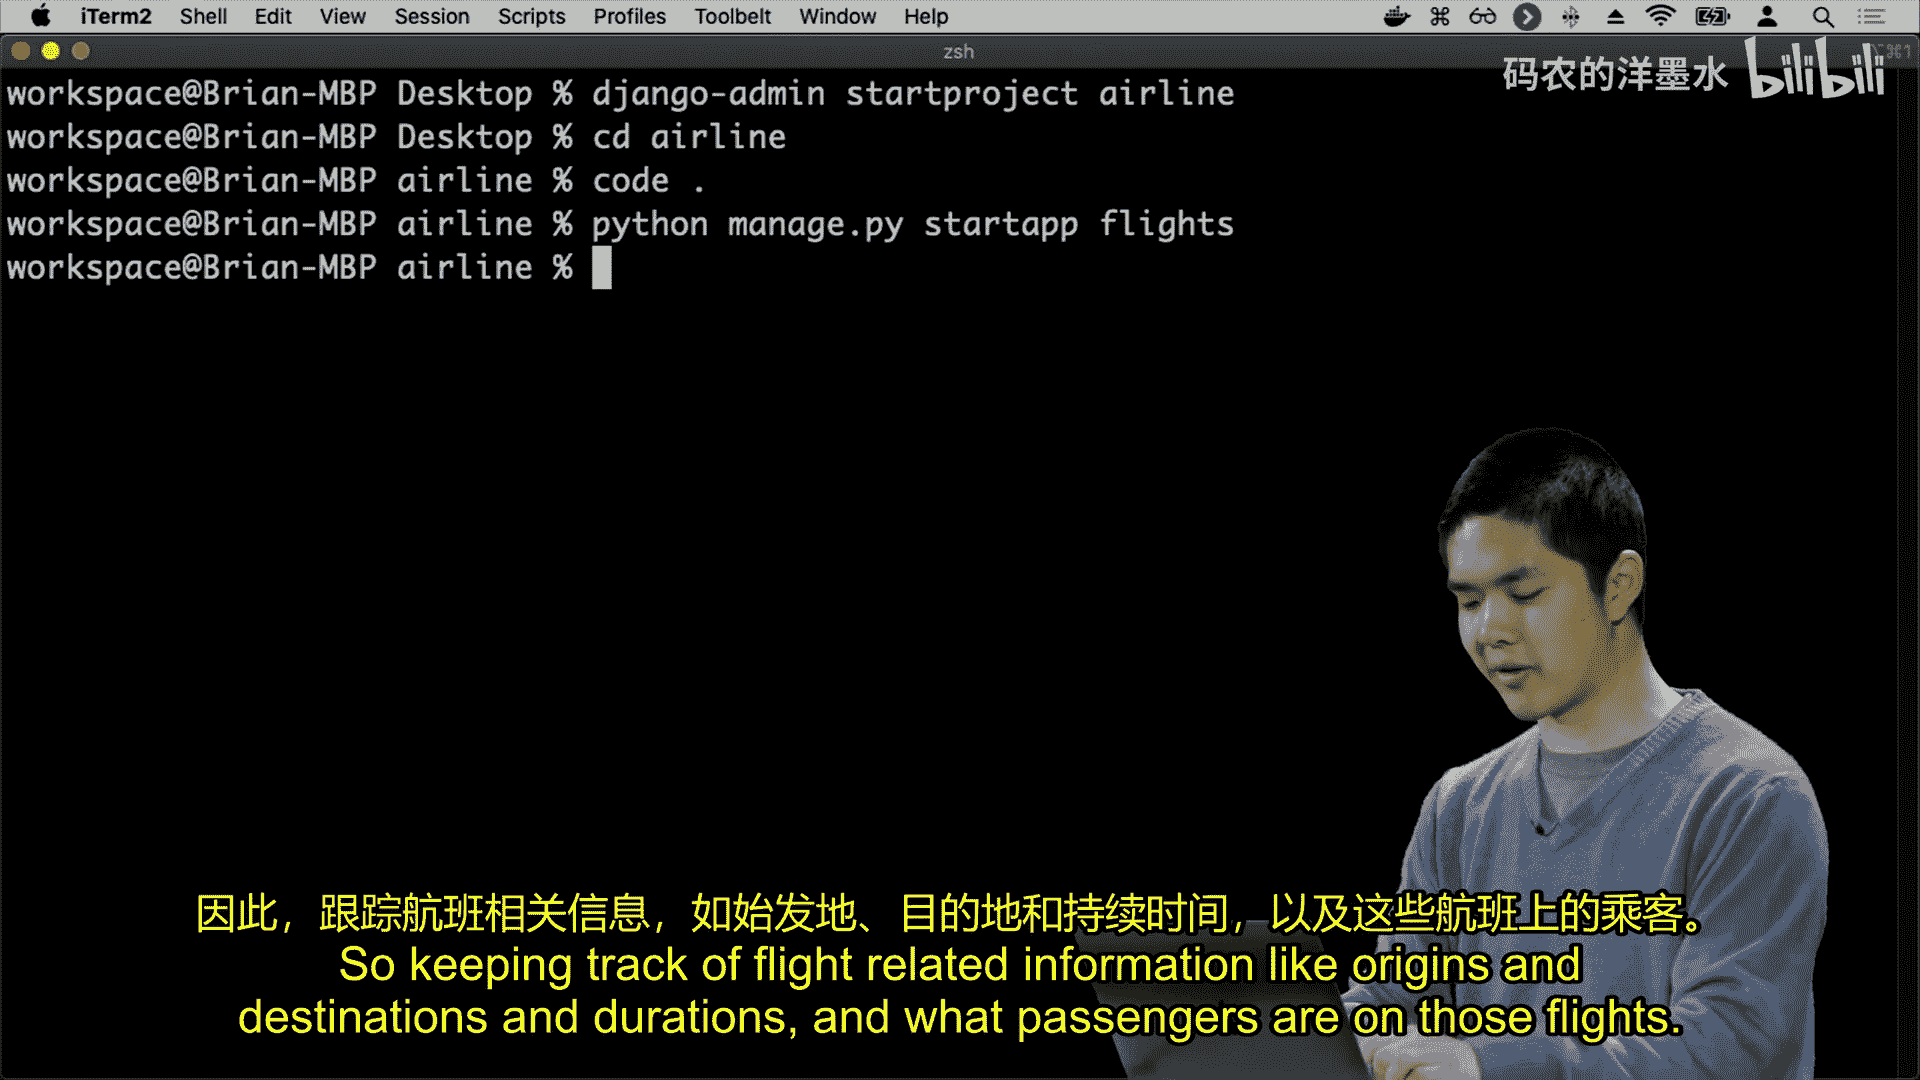 iTerm2 Shell Edit View Session Scripts Profiles Toolbelt Window Help
zsh
⌘1
码农的洋墨水 bilibili
workspace@Brian-MBP Desktop % django-admin startproject airline
workspace@Brian-MBP Desktop % cd airline
workspace@Brian-MBP airline % code .
workspace@Brian-MBP airline % python manage.py startapp flights
workspace@Brian-MBP airline %
因此，跟踪航班相关信息，如始发地、目的地和持续时间，以及这些航班上的乘客。
So keeping track of flight related information like origins and
destinations and durations, and what passengers are on those flights.